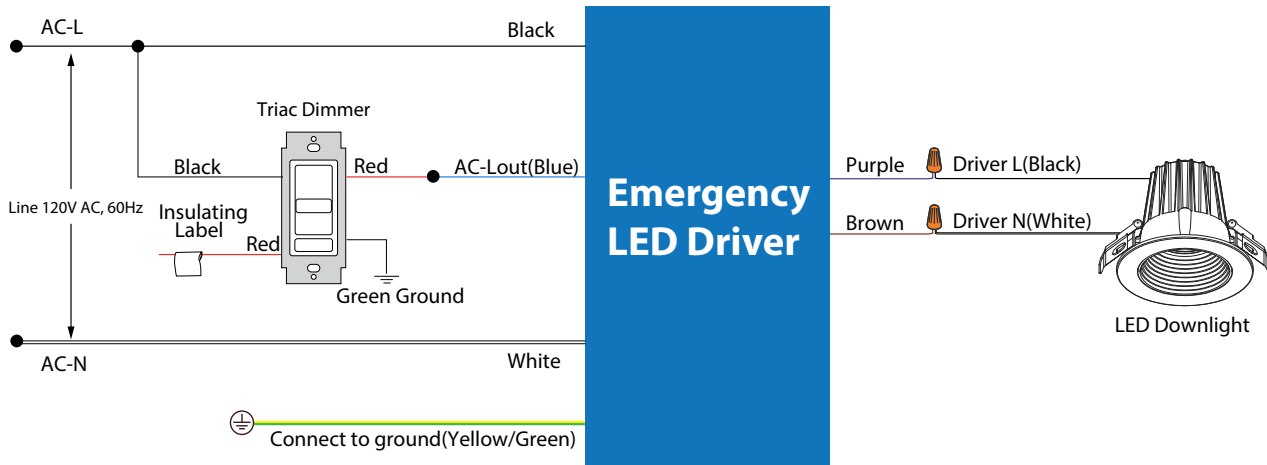 AC-L
Black
Triac Dimmer
Black
Red
AC-Lout(Blue)
Purple
Driver L(Black)
Line 120V AC, 60Hz
Insulating
Label
Red
Emergency
LED Driver
Brown
Driver N(White)
Green Ground
LED Downlight
AC-N
White
Connect to ground(Yellow/Green)